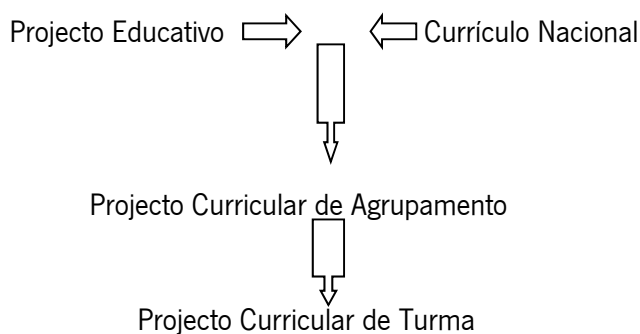 Projecto Educativo Currículo Nacional
Projecto Curricular de Agrupamento
Projecto Curricular de Turma